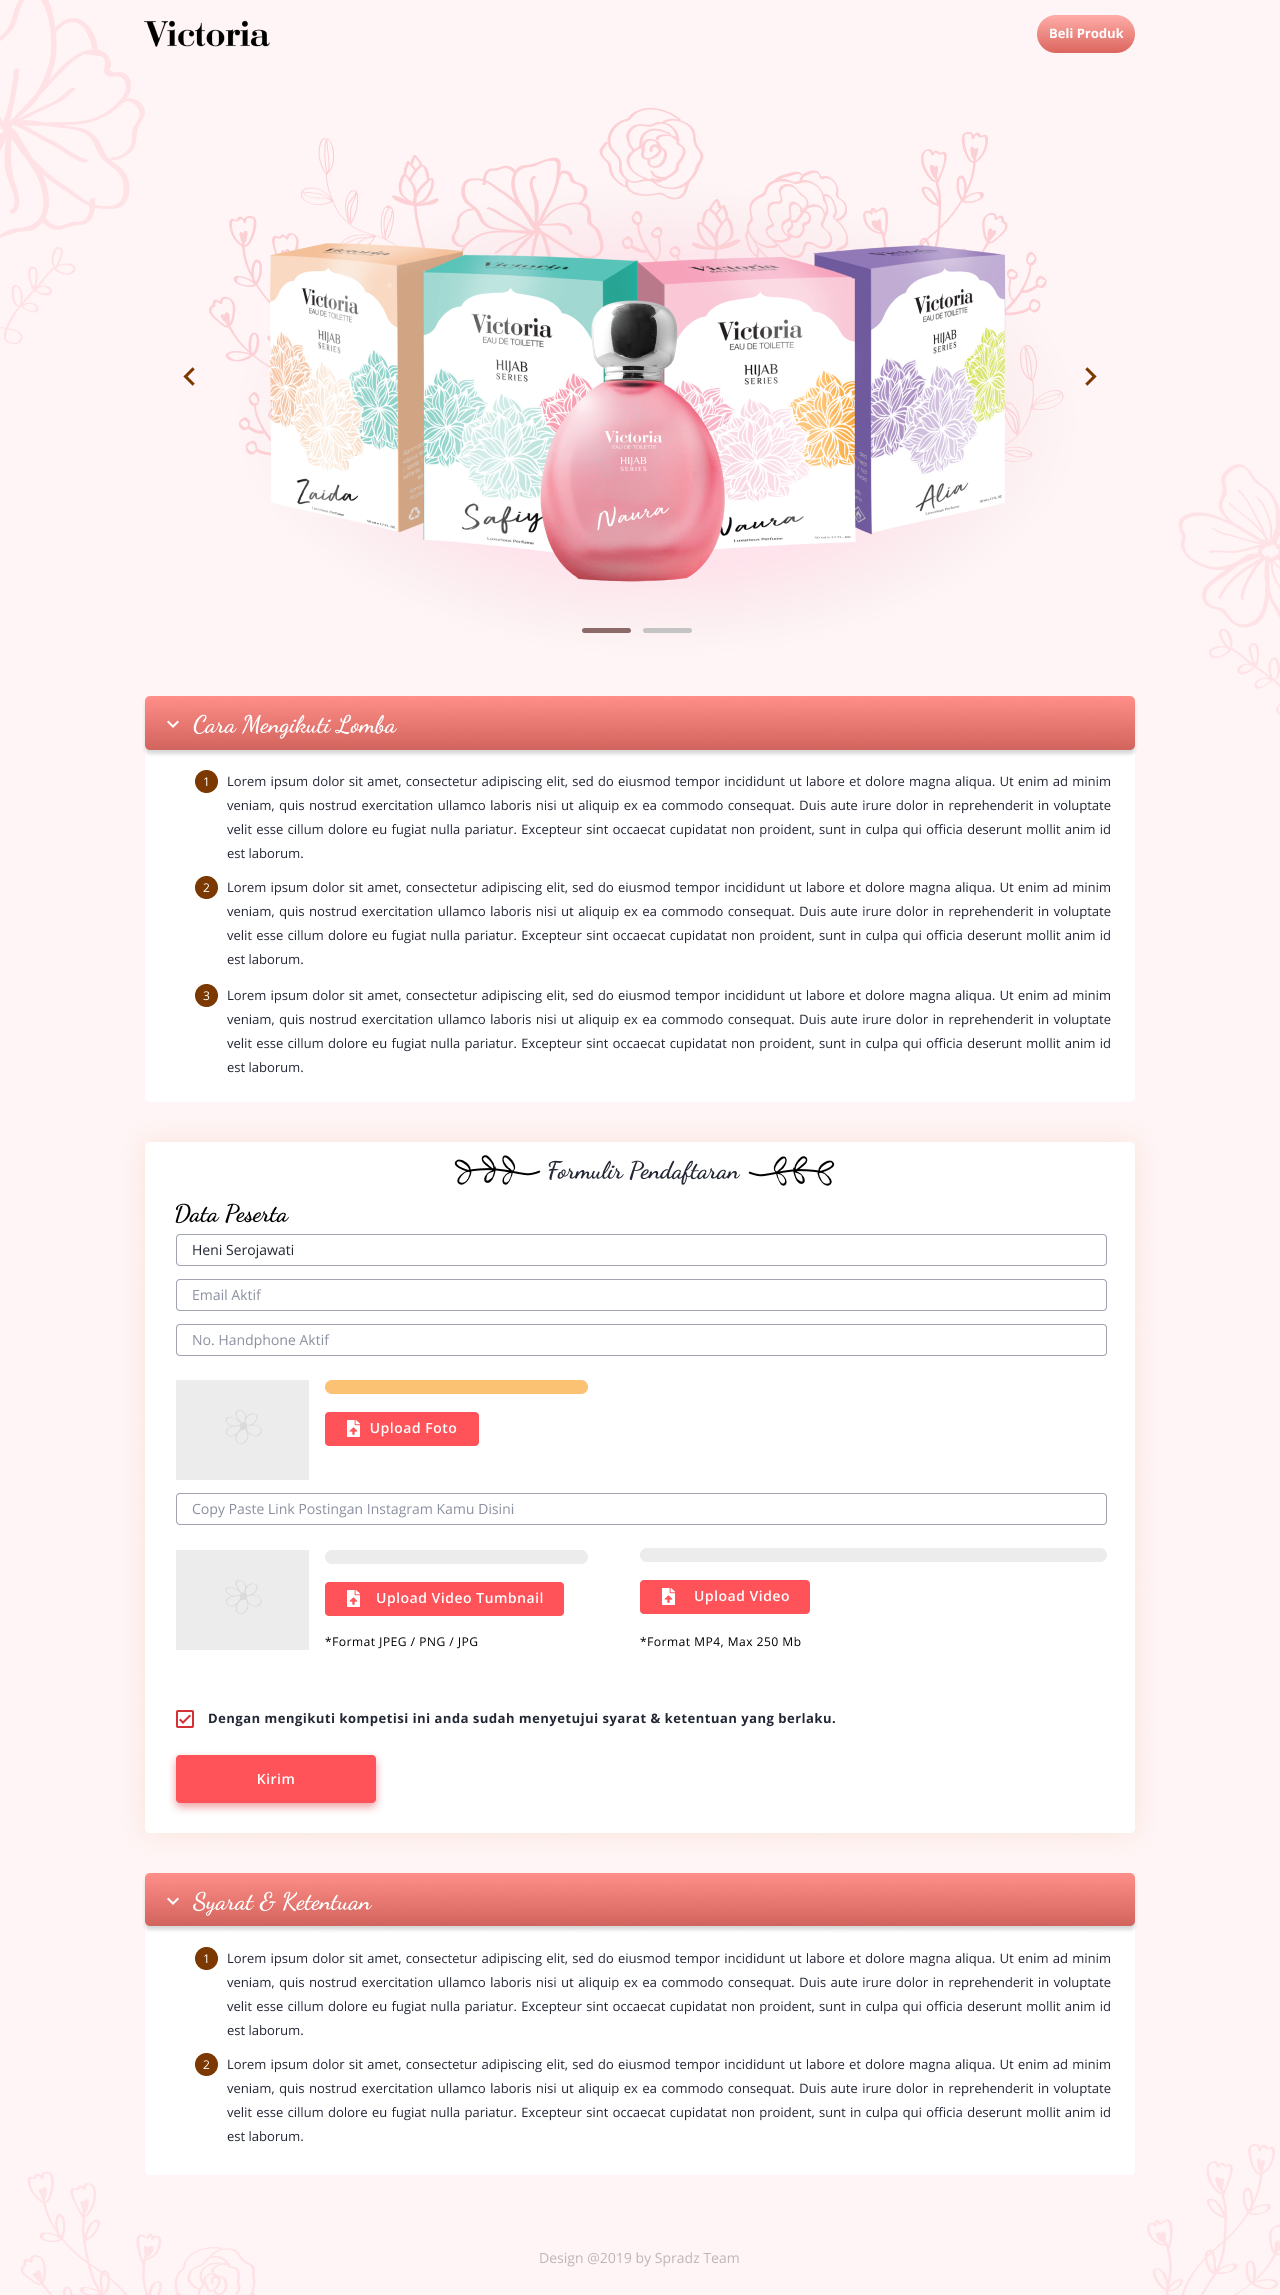 Victoria
Beli Produk
Victoria
Victoria
Victoria
Victoria
Victoria
EAU DE TOILETTE
HIJAB
SERIES
Zaida
Victoria
EAU DE TOILETTE
HIJAB
SERIES
Safiy
Luxurious Perfume
Victoria
EAU DE TOILETTE
HIJAB
SERIES
Naura
Victoria
EAU DE TOILETTE
HIJAB
SERIES
Naura
Luxurious Perfume
Victoria
EAU DE TOILETTE
HIJAB
SERIES
Alia
Luxurious Perfume
Cara Mengikuti Lomba
1 Lorem ipsum dolor sit amet, consectetur adipiscing elit, sed do eiusmod tempor incididunt ut labore et dolore magna aliqua. Ut enim ad minim
veniam, quis nostrud exercitation ullamco laboris nisi ut aliquip ex ea commodo consequat. Duis aute irure dolor in reprehenderit in voluptate
velit esse cillum dolore eu fugiat nulla pariatur. Excepteur sint occaecat cupidatat non proident, sunt in culpa qui officia deserunt mollit anim id
est laborum.
2 Lorem ipsum dolor sit amet, consectetur adipiscing elit, sed do eiusmod tempor incididunt ut labore et dolore magna aliqua. Ut enim ad minim
veniam, quis nostrud exercitation ullamco laboris nisi ut aliquip ex ea commodo consequat. Duis aute irure dolor in reprehenderit in voluptate
velit esse cillum dolore eu fugiat nulla pariatur. Excepteur sint occaecat cupidatat non proident, sunt in culpa qui officia deserunt mollit anim id
est laborum.
3 Lorem ipsum dolor sit amet, consectetur adipiscing elit, sed do eiusmod tempor incididunt ut labore et dolore magna aliqua. Ut enim ad minim
veniam, quis nostrud exercitation ullamco laboris nisi ut aliquip ex ea commodo consequat. Duis aute irure dolor in reprehenderit in voluptate
velit esse cillum dolore eu fugiat nulla pariatur. Excepteur sint occaecat cupidatat non proident, sunt in culpa qui officia deserunt mollit anim id
est laborum.
Formulir Pendaftaran
Data Peserta
Heni Serojawati
Email Aktif
No. Handphone Aktif
Upload Foto
Copy Paste Link Postingan Instagram Kamu Disini
Upload Video Tumbnail
*Format JPEG / PNG / JPG
Upload Video
*Format MP4, Max 250 Mb
Dengan mengikuti kompetisi ini anda sudah menyetujui syarat & ketentuan yang berlaku.
Kirim
Syarat & Ketentuan
1 Lorem ipsum dolor sit amet, consectetur adipiscing elit, sed do eiusmod tempor incididunt ut labore et dolore magna aliqua. Ut enim ad minim
veniam, quis nostrud exercitation ullamco laboris nisi ut aliquip ex ea commodo consequat. Duis aute irure dolor in reprehenderit in voluptate
velit esse cillum dolore eu fugiat nulla pariatur. Excepteur sint occaecat cupidatat non proident, sunt in culpa qui officia deserunt mollit anim id
est laborum.
2 Lorem ipsum dolor sit amet, consectetur adipiscing elit, sed do eiusmod tempor incididunt ut labore et dolore magna aliqua. Ut enim ad minim
veniam, quis nostrud exercitation ullamco laboris nisi ut aliquip ex ea commodo consequat. Duis aute irure dolor in reprehenderit in voluptate
velit esse cillum dolore eu fugiat nulla pariatur. Excepteur sint occaecat cupidatat non proident, sunt in culpa qui officia deserunt mollit anim id
est laborum.
Design @2019 by Spradz Team